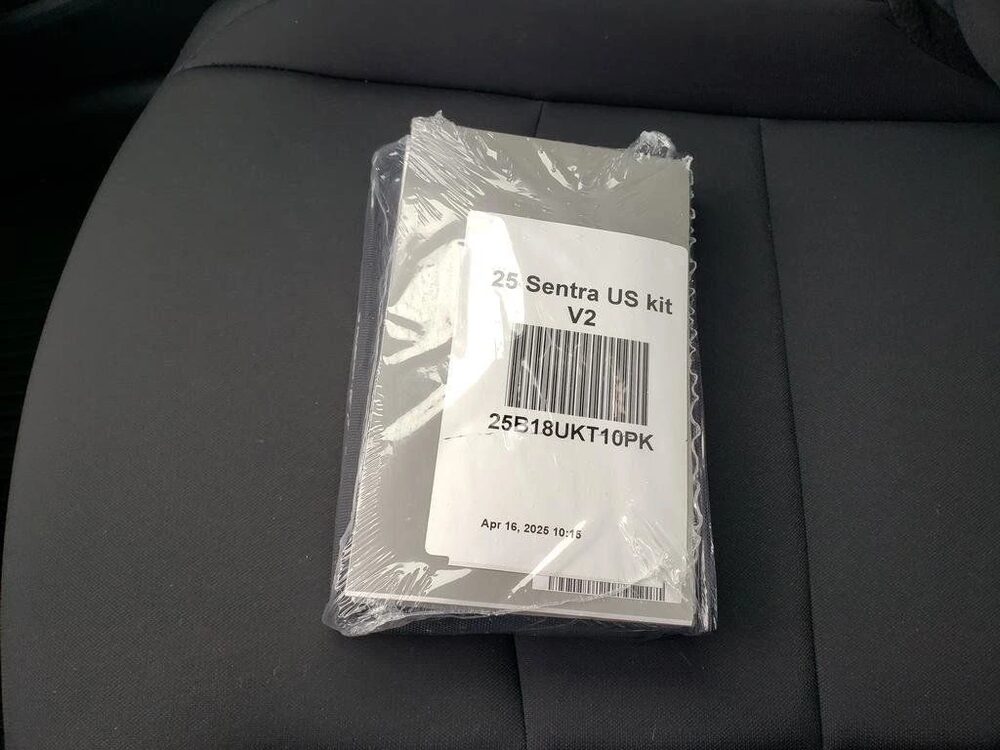 25 Sentra US kit
V2
25B18UKT10PK
Apr 16, 2025 10:15